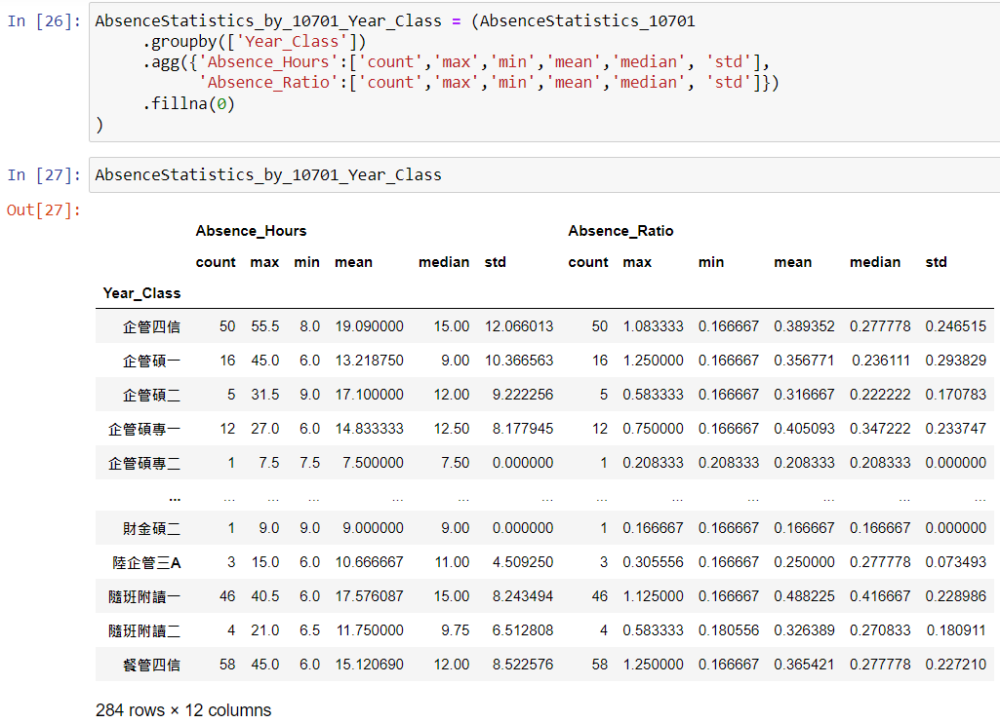 In [26]: AbsenceStatistics_by_10701_Year_Class = (AbsenceStatistics_10701
.groupby(['Year_Class'])
.agg({'Absence_Hours':['count','max','min','mean','median', 'std'],
'Absence_Ratio':['count','max','min','mean','median', 'std']})
.fillna(0)
)
In [27]: AbsenceStatistics_by_10701_Year_Class
Out[27]:
Absence_Hours Absence_Ratio
count max min mean median std count max min mean median std
Year_Class
企管四信 50 55.5 8.0 19.090000 15.00 12.066013 50 1.083333 0.166667 0.389352 0.277778 0.246515
企管碩一 16 45.0 6.0 13.218750 9.00 10.366563 16 1.250000 0.166667 0.356771 0.236111 0.293829
企管碩二 5 31.5 9.0 17.100000 12.00 9.222256 5 0.583333 0.166667 0.316667 0.222222 0.170783
企管碩專一 12 27.0 6.0 14.833333 12.50 8.177945 12 0.750000 0.166667 0.405093 0.347222 0.233747
企管碩專二 1 7.5 7.5 7.500000 7.50 0.000000 1 0.208333 0.208333 0.208333 0.208333 0.000000
... ... ... ... ... ... ... ... ... ... ... ... ...
財金碩二 1 9.0 9.0 9.000000 9.00 0.000000 1 0.166667 0.166667 0.166667 0.166667 0.000000
陸企管三A 3 15.0 6.0 10.666667 11.00 4.509250 3 0.305556 0.166667 0.250000 0.277778 0.073493
隨班附讀一 46 40.5 6.0 17.576087 15.00 8.243494 46 1.125000 0.166667 0.488225 0.416667 0.228986
隨班附讀二 4 21.0 6.5 11.750000 9.75 6.512808 4 0.583333 0.180556 0.326389 0.270833 0.180911
餐管四信 58 45.0 6.0 15.120690 12.00 8.522576 58 1.250000 0.166667 0.365421 0.277778 0.227210
284 rows × 12 columns